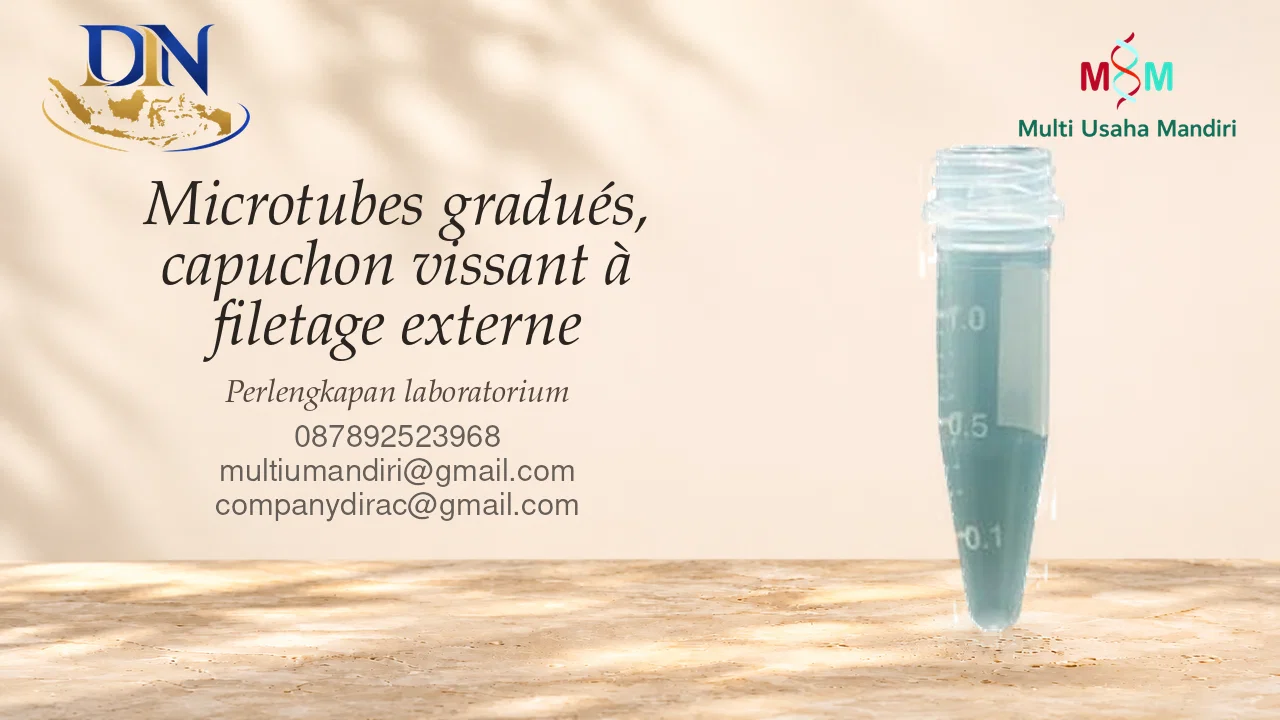 DN
M M
Multi Usaha Mandiri
Microtubes gradués,
capuchon vissant à
filetage externe
Perlengkapan laboratorium
087892523968
multiumandiri@gmail.com
companydirac@gmail.com
1.0
0.5
0.1